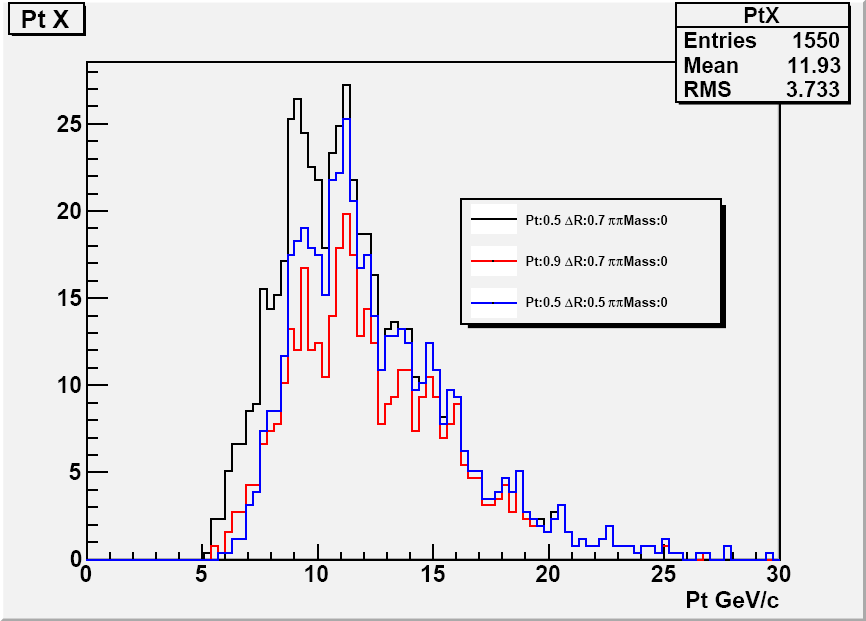 Pt X
PtX
Entries 1550
Mean 11.93
RMS 3.733
25
20
15
10
5
0
Pt:0.5 ΔR:0.7 ππMass:0
Pt:0.9 ΔR:0.7 ππMass:0
Pt:0.5 ΔR:0.5 ππMass:0
0 5 10 15 20 25 30
Pt GeV/c